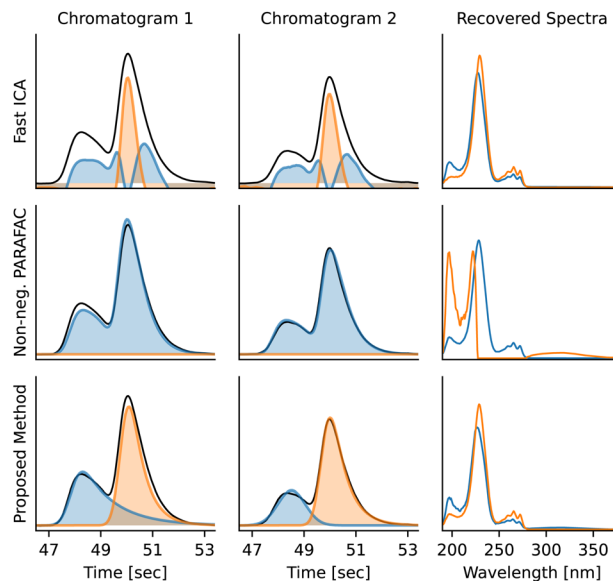 Chromatogram 1 Chromatogram 2 Recovered Spectra
Fast ICA
Non-neg. PARAFAC
Proposed Method
47 49 51 53 47 49 51 53 200 250 300 350
Time [sec] Time [sec] Wavelength [nm]